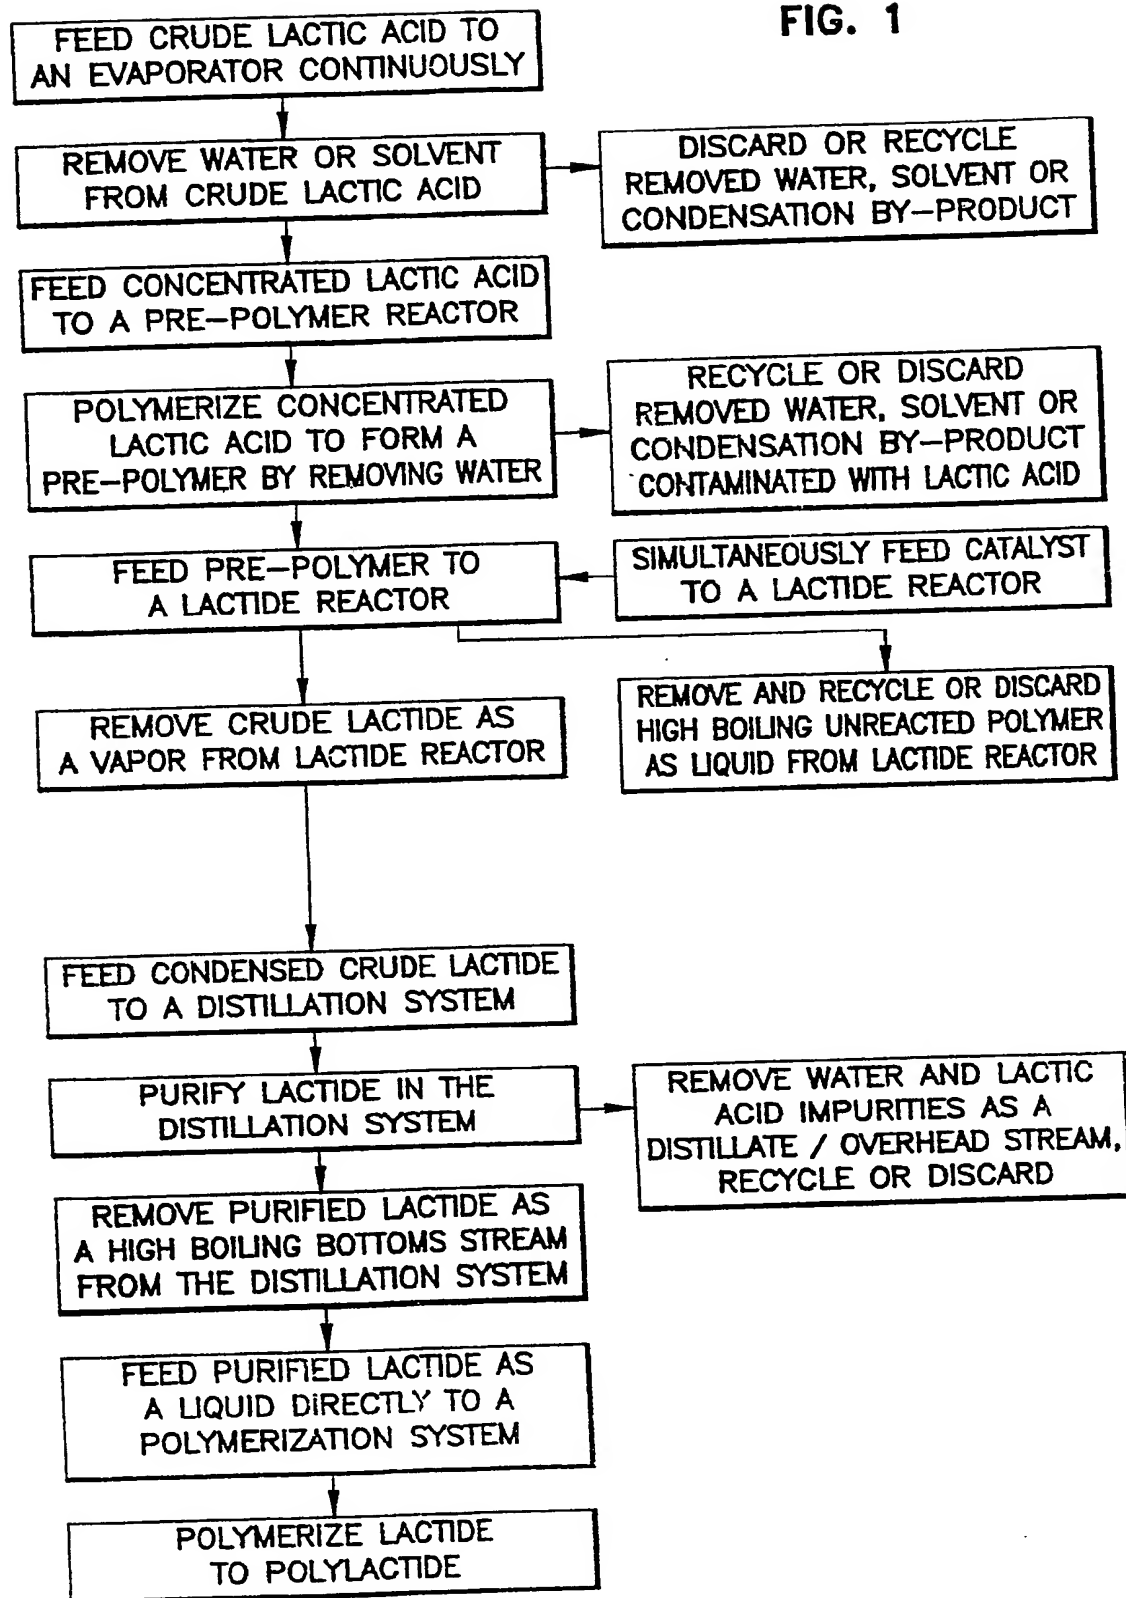 FIG. 1
FEED CRUDE LACTIC ACID TO
AN EVAPORATOR CONTINUOUSLY
REMOVE WATER OR SOLVENT
FROM CRUDE LACTIC ACID
DISCARD OR RECYCLE
REMOVED WATER, SOLVENT OR
CONDENSATION BY-PRODUCT
FEED CONCENTRATED LACTIC ACID
TO A PRE-POLYMER REACTOR
POLYMERIZE CONCENTRATED
LACTIC ACID TO FORM A
PRE-POLYMER BY REMOVING WATER
RECYCLE OR DISCARD
REMOVED WATER, SOLVENT OR
CONDENSATION BY-PRODUCT
CONTAMINATED WITH LACTIC ACID
FEED PRE-POLYMER TO
A LACTIDE REACTOR
SIMULTANEOUSLY FEED CATALYST
TO A LACTIDE REACTOR
REMOVE CRUDE LACTIDE AS
A VAPOR FROM LACTIDE REACTOR
REMOVE AND RECYCLE OR DISCARD
HIGH BOILING UNREACTED POLYMER
AS LIQUID FROM LACTIDE REACTOR
FEED CONDENSED CRUDE LACTIDE
TO A DISTILLATION SYSTEM
PURIFY LACTIDE IN THE
DISTILLATION SYSTEM
REMOVE WATER AND LACTIC
ACID IMPURITIES AS A
DISTILLATE / OVERHEAD STREAM,
RECYCLE OR DISCARD
REMOVE PURIFIED LACTIDE AS
A HIGH BOILING BOTTOMS STREAM
FROM THE DISTILLATION SYSTEM
FEED PURIFIED LACTIDE AS
A LIQUID DIRECTLY TO A
POLYMERIZATION SYSTEM
POLYMERIZE LACTIDE
TO POLYLACTIDE